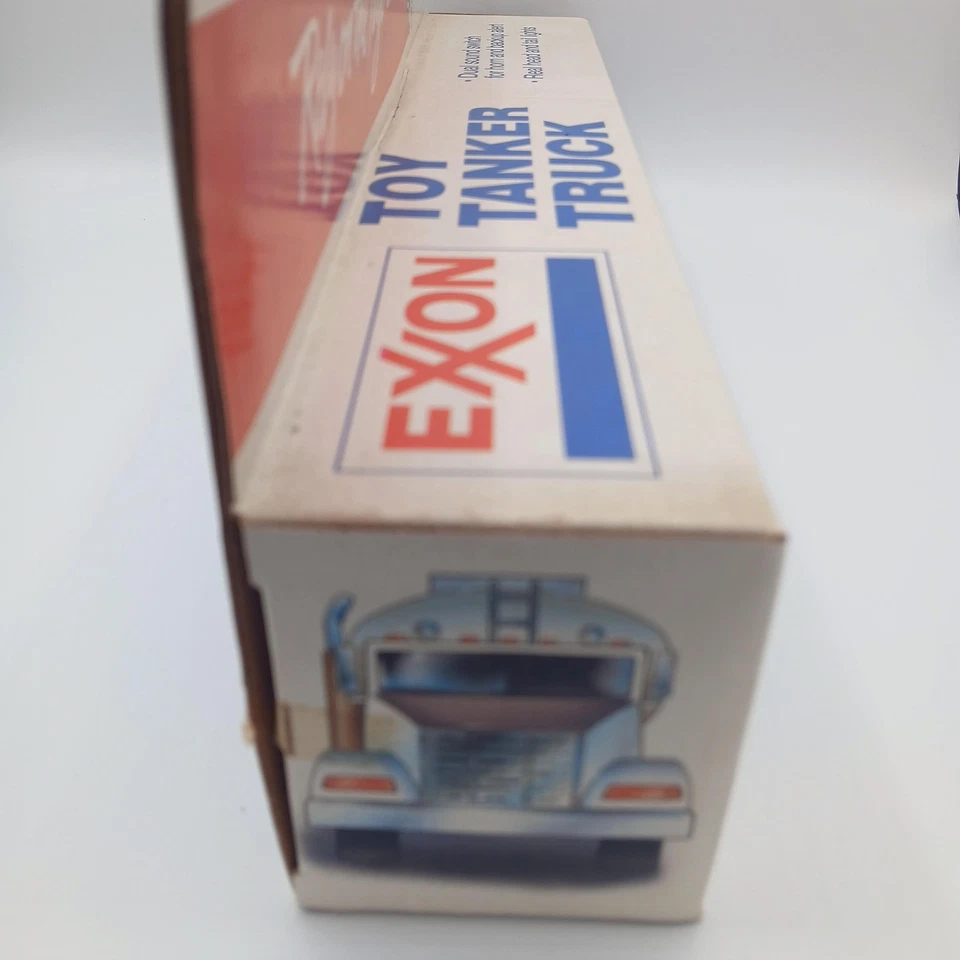 EXXON
TOY
TANKER
TRUCK
• Dual sound switch
for horn and backup alert
• Real head and tail lights